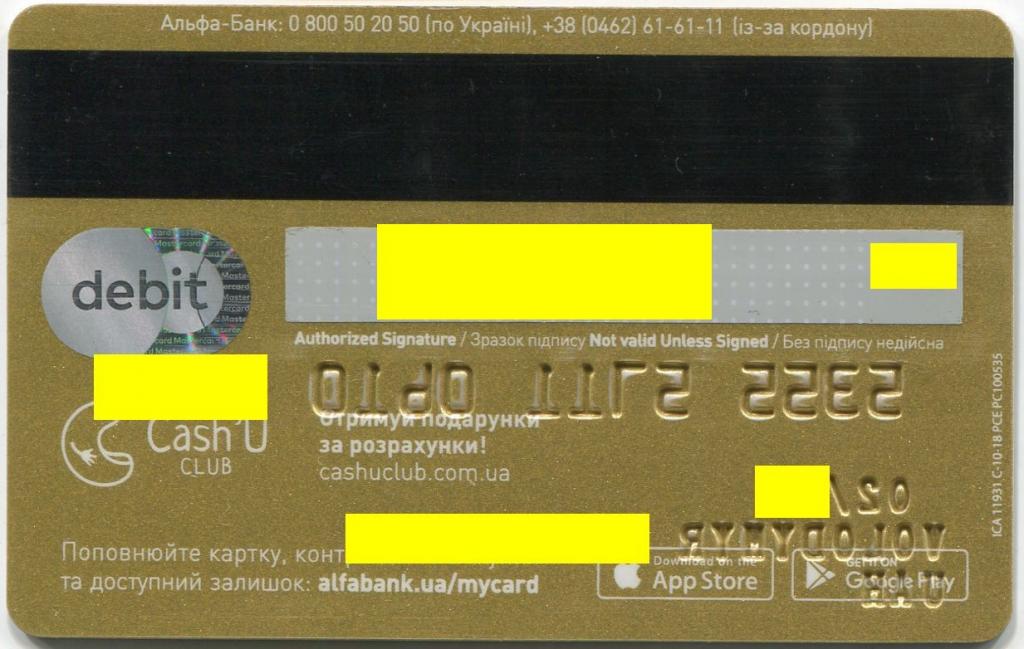 Альфа-Банк: 0 800 50 20 50 (по Україні), +38 (0462) 61-61-11 (із-за кордону)
debit
Authorized Signature / Зразок підпису Not valid Unless Signed / Без підпису недійсна
Cash'U
CLUB
Отримуй подарунки
за розрахунки!
cashuclub.com.ua
02/
VOLODYMYR
UAH
Поповнюйте картку,
та доступний залишок: alfabank.ua/mycard
Download on the
App Store
GET IT ON
Google Play
ICA 11931 C-10-18 PCE PC100535